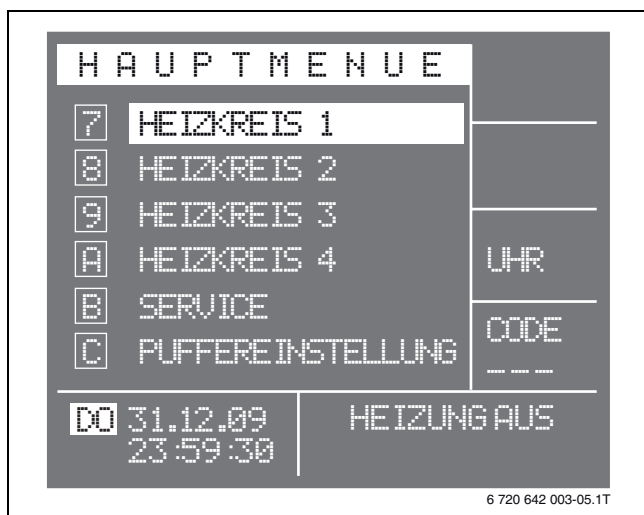 HAUPTMENUE
7 HEIZKREIS 1
8 HEIZKREIS 2
9 HEIZKREIS 3
A HEIZKREIS 4
B SERVICE
C PUFFEREINSTELLUNG
UHR
CODE
---
DO 31.12.09
23:59:30
HEIZUNG AUS
6 720 642 003-05.1T